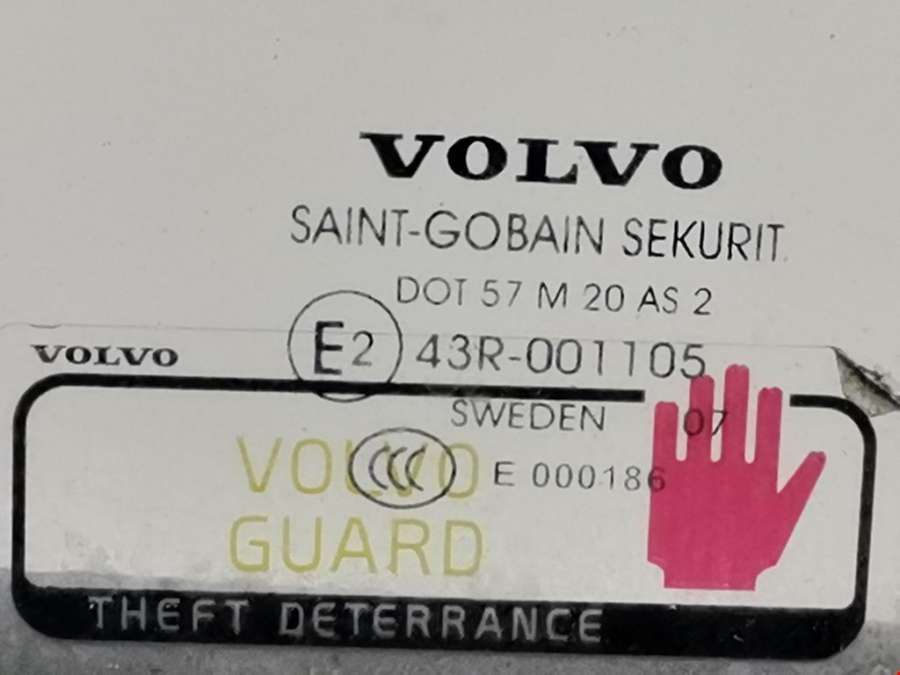 VOLVO
SAINT-GOBAIN SEKURIT
DOT 57 M 20 AS 2
E2 43R-001105
VOLVO
SWEDEN 07
CCC E 000186
VOLVO
GUARD
THEFT DETERRANCE